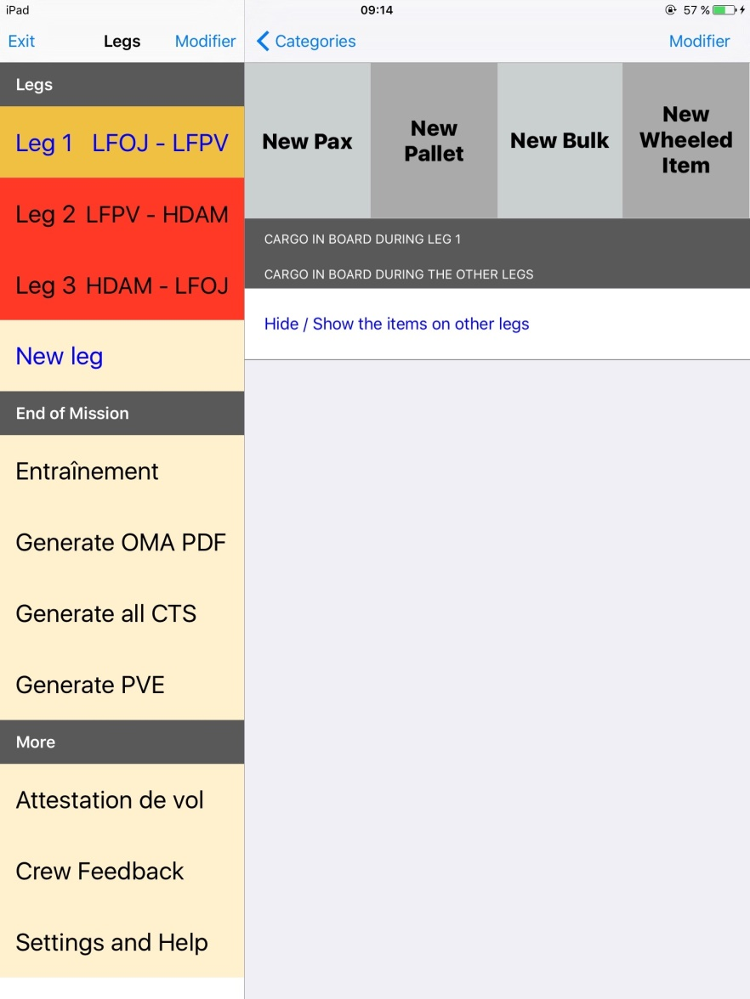 iPad 09:14 57 %
Exit Legs Modifier
Categories Modifier
Legs
Leg 1 LFOJ - LFPV
Leg 2 LFPV - HDAM
Leg 3 HDAM - LFOJ
New leg
End of Mission
Entraînement
Generate OMA PDF
Generate all CTS
Generate PVE
More
Attestation de vol
Crew Feedback
Settings and Help
New Pax
New
Pallet
New Bulk
New
Wheeled
Item
CARGO IN BOARD DURING LEG 1
CARGO IN BOARD DURING THE OTHER LEGS
Hide / Show the items on other legs